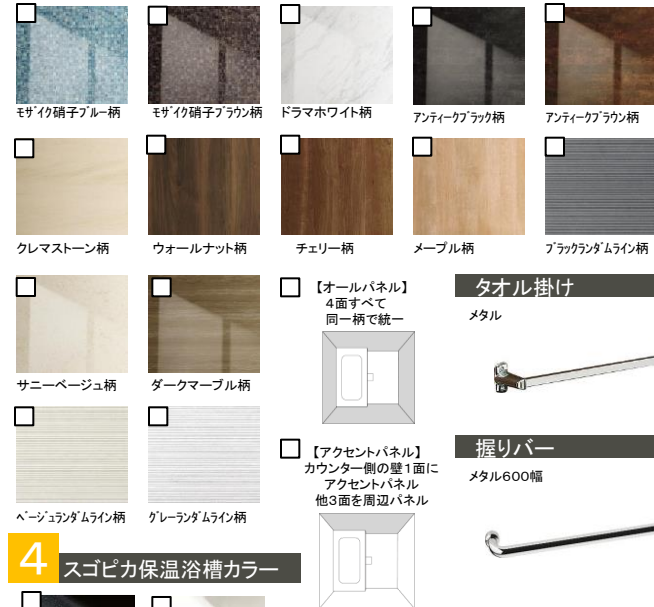 モザイク硝子ブルー柄
モザイク硝子ブラウン柄
ドラマホワイト柄
アンティークブラック柄
アンティークブラウン柄
クレマストーン柄
ウォールナット柄
チェリー柄
メープル柄
ブラックランダムライン柄
サニーベージュ柄
ダークマーブル柄
【オールパネル】
4面すべて
同一柄で統一
タオル掛け
メタル
ベージュランダムライン柄
グレーランダムライン柄
【アクセントパネル】
カウンター側の壁1面に
アクセントパネル
他3面を周辺パネル
握りバー
メタル600幅
4 スゴピカ保温浴槽カラー